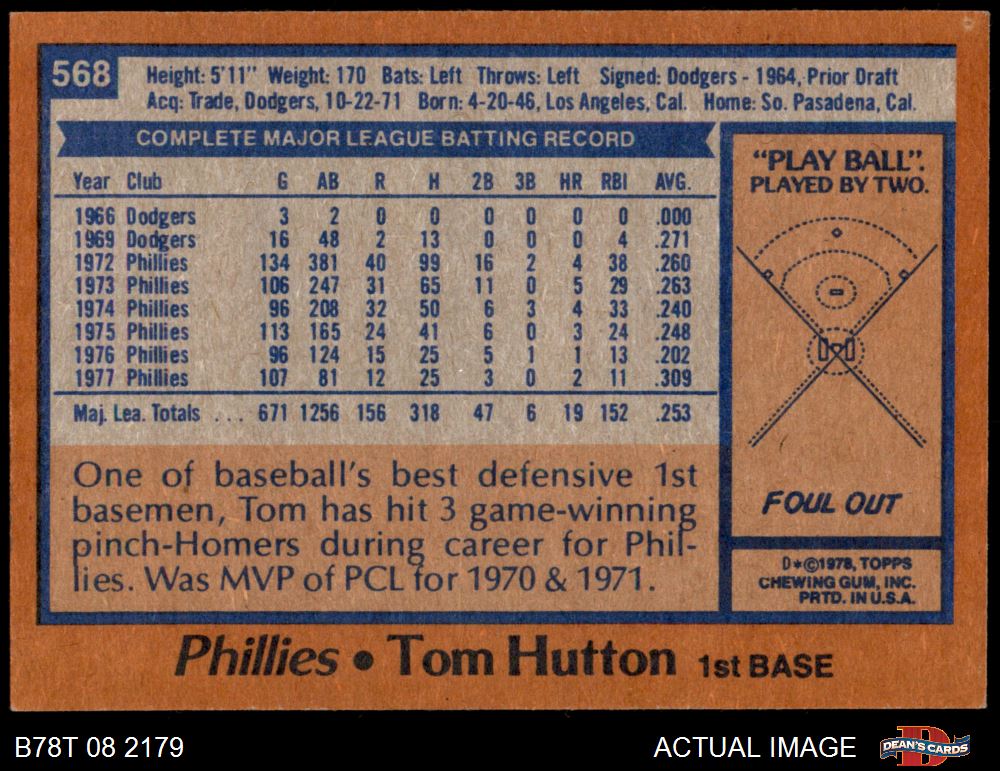 568
Height: 5'11" Weight: 170 Bats: Left Throws: Left Signed: Dodgers - 1964, Prior Draft
Acq: Trade, Dodgers, 10-22-71 Born: 4-20-46, Los Angeles, Cal. Home: So. Pasadena, Cal.
COMPLETE MAJOR LEAGUE BATTING RECORD
Year Club G AB R H 2B 3B HR RBI AVG.
1966 Dodgers 3 2 0 0 0 0 0 0 .000
1969 Dodgers 16 48 2 13 0 0 0 4 .271
1972 Phillies 134 381 40 99 16 2 4 38 .260
1973 Phillies 106 247 31 65 11 0 5 29 .263
1974 Phillies 96 208 32 50 6 3 4 33 .240
1975 Phillies 113 165 24 41 6 0 3 24 .248
1976 Phillies 96 124 15 25 5 1 1 13 .202
1977 Phillies 107 81 12 25 3 0 2 11 .309
Maj. Lea. Totals . . . 671 1256 156 318 47 6 19 152 .253
One of baseball's best defensive 1st
basemen, Tom has hit 3 game-winning
pinch-Homers during career for Phil-
lies. Was MVP of PCL for 1970 & 1971.
"PLAY BALL".
PLAYED BY TWO.
FOUL OUT
D*©1978, TOPPS
CHEWING GUM, INC.
PRTD. IN U.S.A.
Phillies • Tom Hutton 1st BASE
B78T 08 2179
ACTUAL IMAGE
DEAN'S CARDS